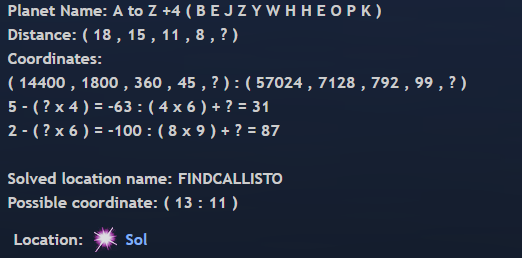 Planet Name: A to Z +4 ( B E J Z Y W H H E O P K )
Distance: ( 18 , 15 , 11 , 8 , ? )
Coordinates:
( 14400 , 1800 , 360 , 45 , ? ) : ( 57024 , 7128 , 792 , 99 , ? )
5 - ( ? x 4 ) = -63 : ( 4 x 6 ) + ? = 31
2 - ( ? x 6 ) = -100 : ( 8 x 9 ) + ? = 87
Solved location name: FINDCALLISTO
Possible coordinate: ( 13 : 11 )
Location: Sol